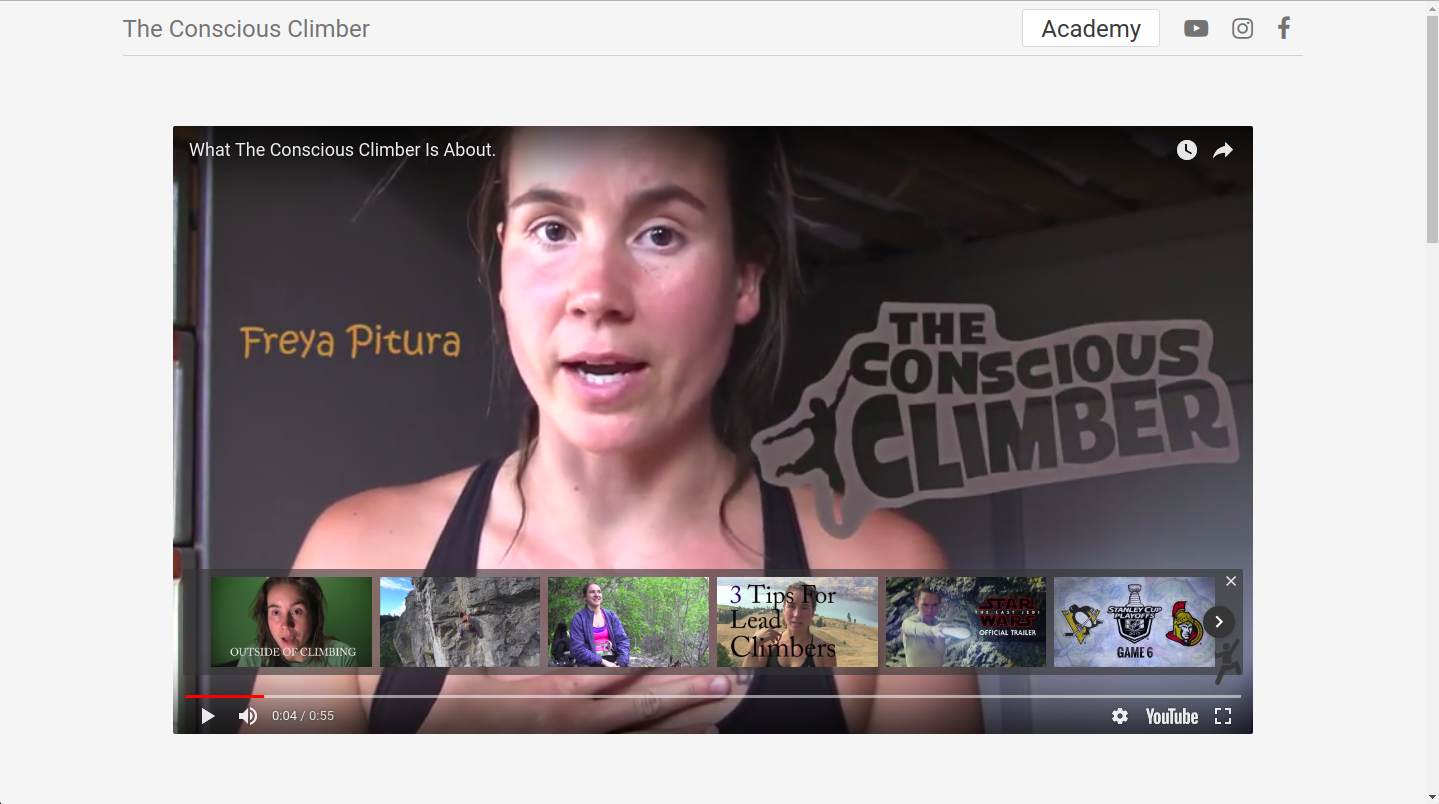 The Conscious Climber
Academy
What The Conscious Climber Is About.
Freya Pitura
THE
CONSCIOUS
CLIMBER
OUTSIDE OF CLIMBING
3 Tips For
Lead
Climbers
STAR
THE LAST JEDI
WARS
OFFICIAL TRAILER
STANLEY CUP
PLAYOFFS
GAME 6
0:04 / 0:55
YouTube